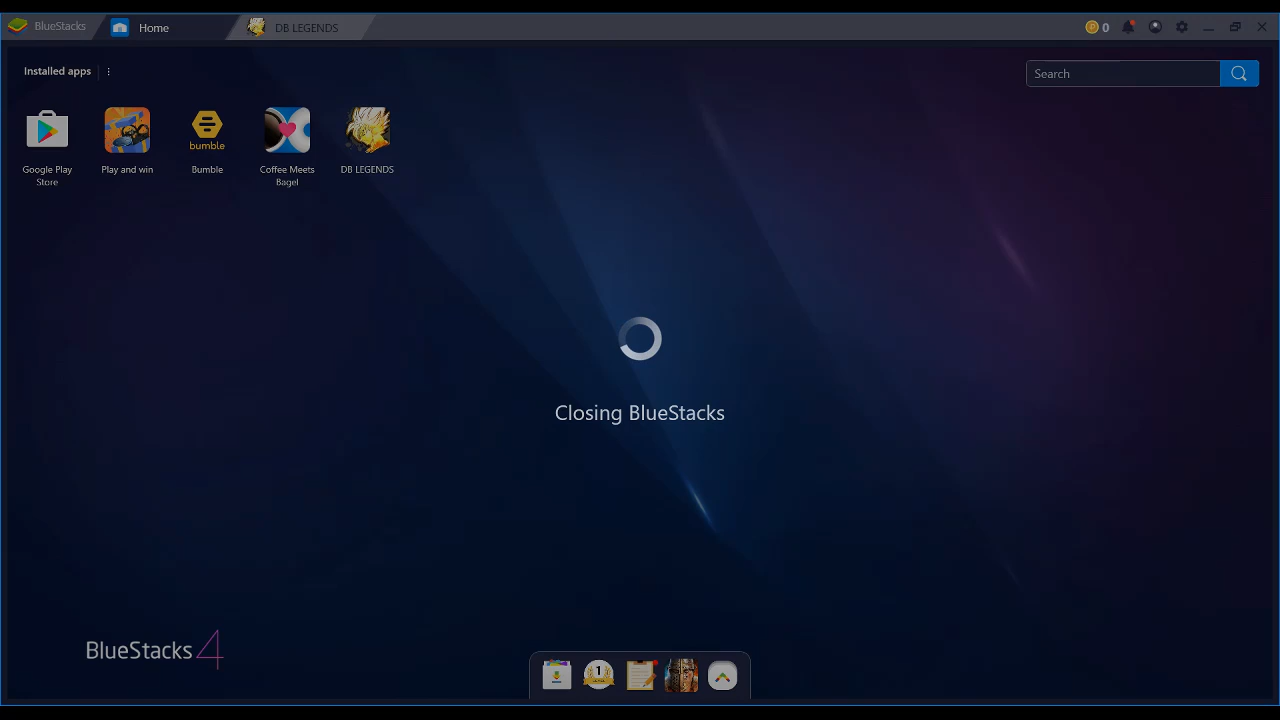 BlueStacks
Home
DB LEGENDS
0
Installed apps
Search
bumble
Google Play
Store
Play and win
Bumble
Coffee Meets
Bagel
DB LEGENDS
Closing BlueStacks
BlueStacks 4
1